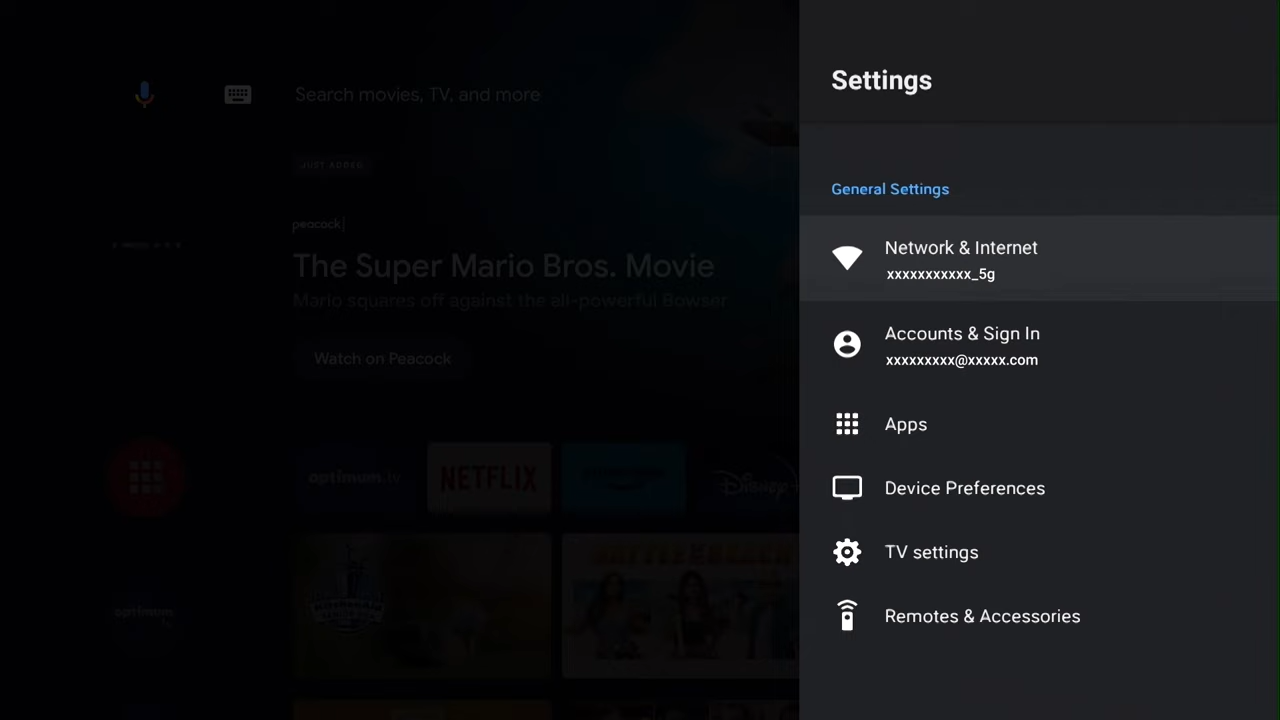 Search movies, TV, and more
JUST ADDED
peacock
The Super Mario Bros. Movie
Mario squares off against the all-powerful Bowser
Watch on Peacock
optimum.tv
NETFLIX
Disney+
optimum
Settings
General Settings
Network & Internet
xxxxxxxxxxx_5g
Accounts & Sign In
xxxxxxxxx@xxxxx.com
Apps
Device Preferences
TV settings
Remotes & Accessories